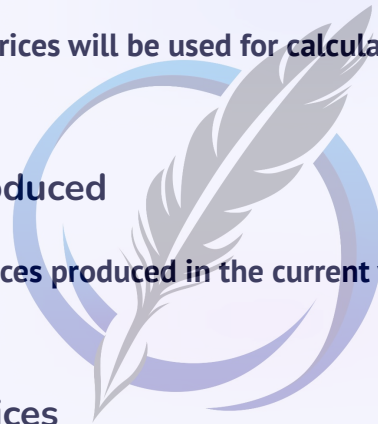 rices will be used for calcula
oduced
ces produced in the current
ices